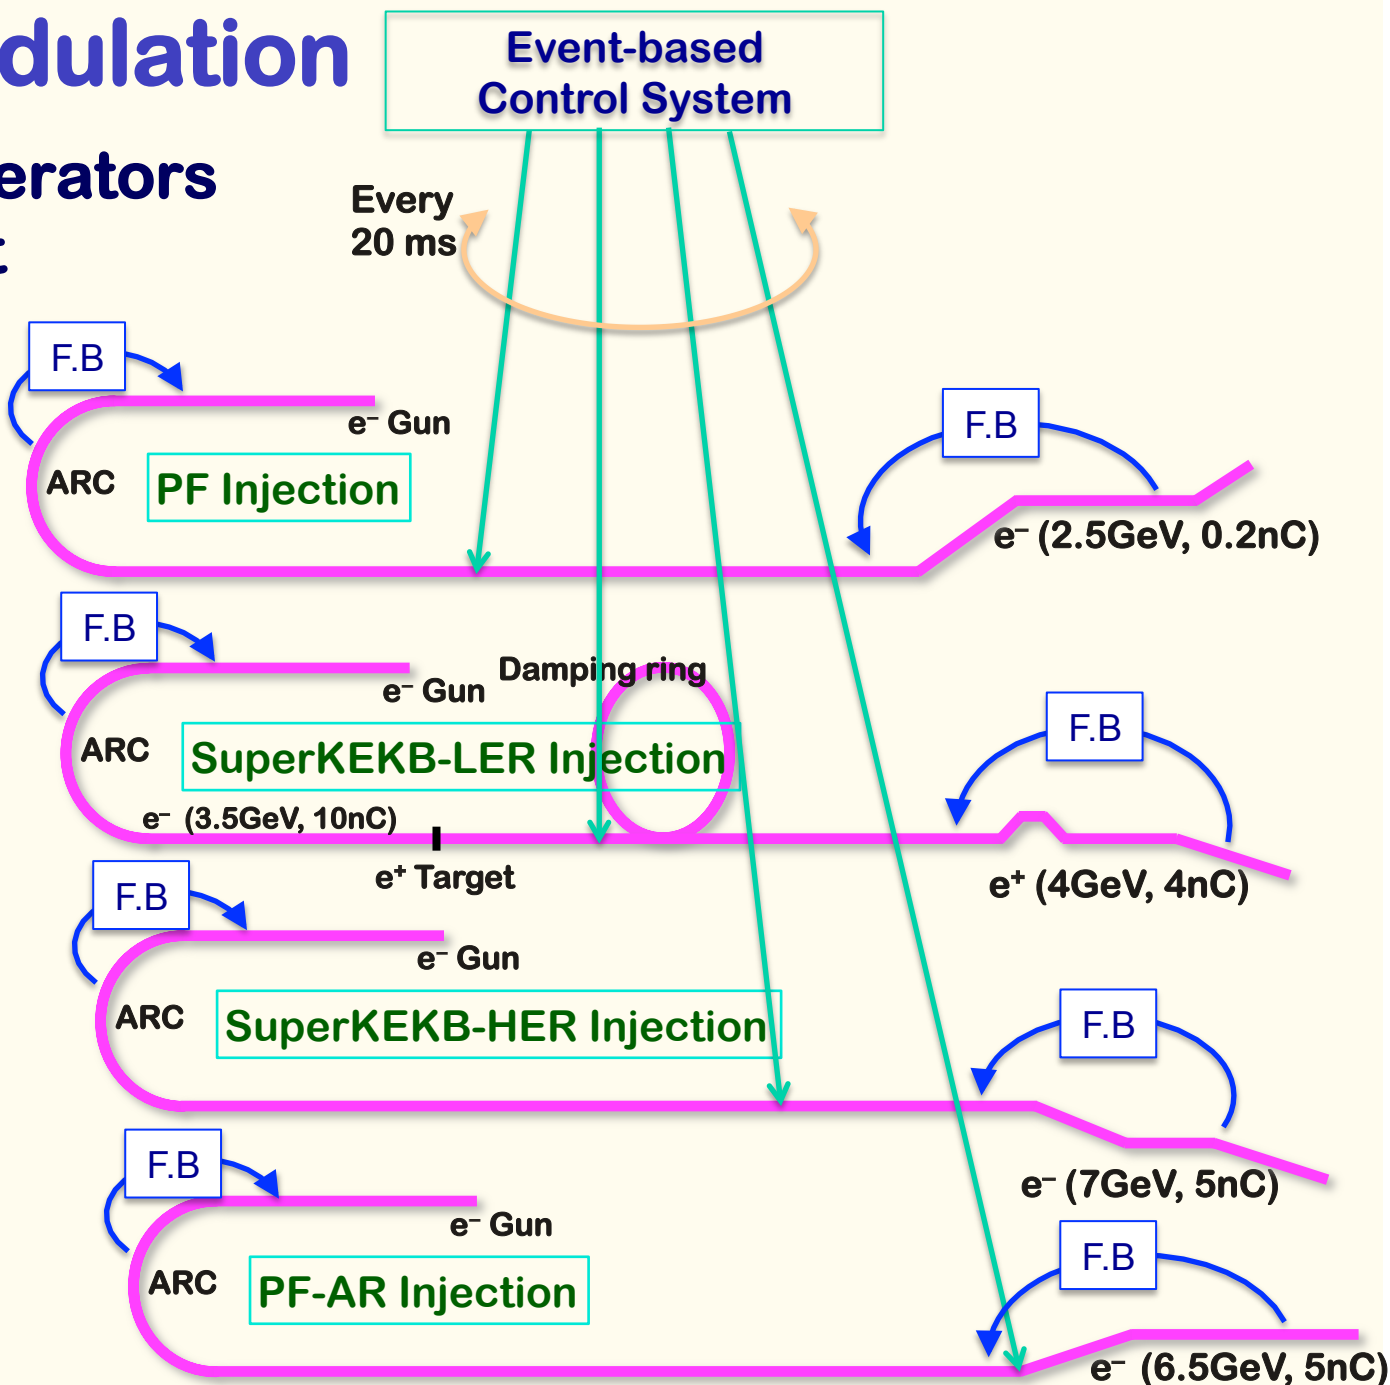 dulation
Event-based
Control System
erators
Every
20 ms
F.B
e⁻ Gun
ARC
PF Injection
F.B
e⁻ (2.5GeV, 0.2nC)
F.B
Damping ring
e⁻ Gun
ARC
SuperKEKB-LER Injection
F.B
e⁻ (3.5GeV, 10nC)
e⁺ Target
e⁺ (4GeV, 4nC)
F.B
e⁻ Gun
ARC
SuperKEKB-HER Injection
F.B
e⁻ (7GeV, 5nC)
F.B
e⁻ Gun
ARC
PF-AR Injection
F.B
e⁻ (6.5GeV, 5nC)